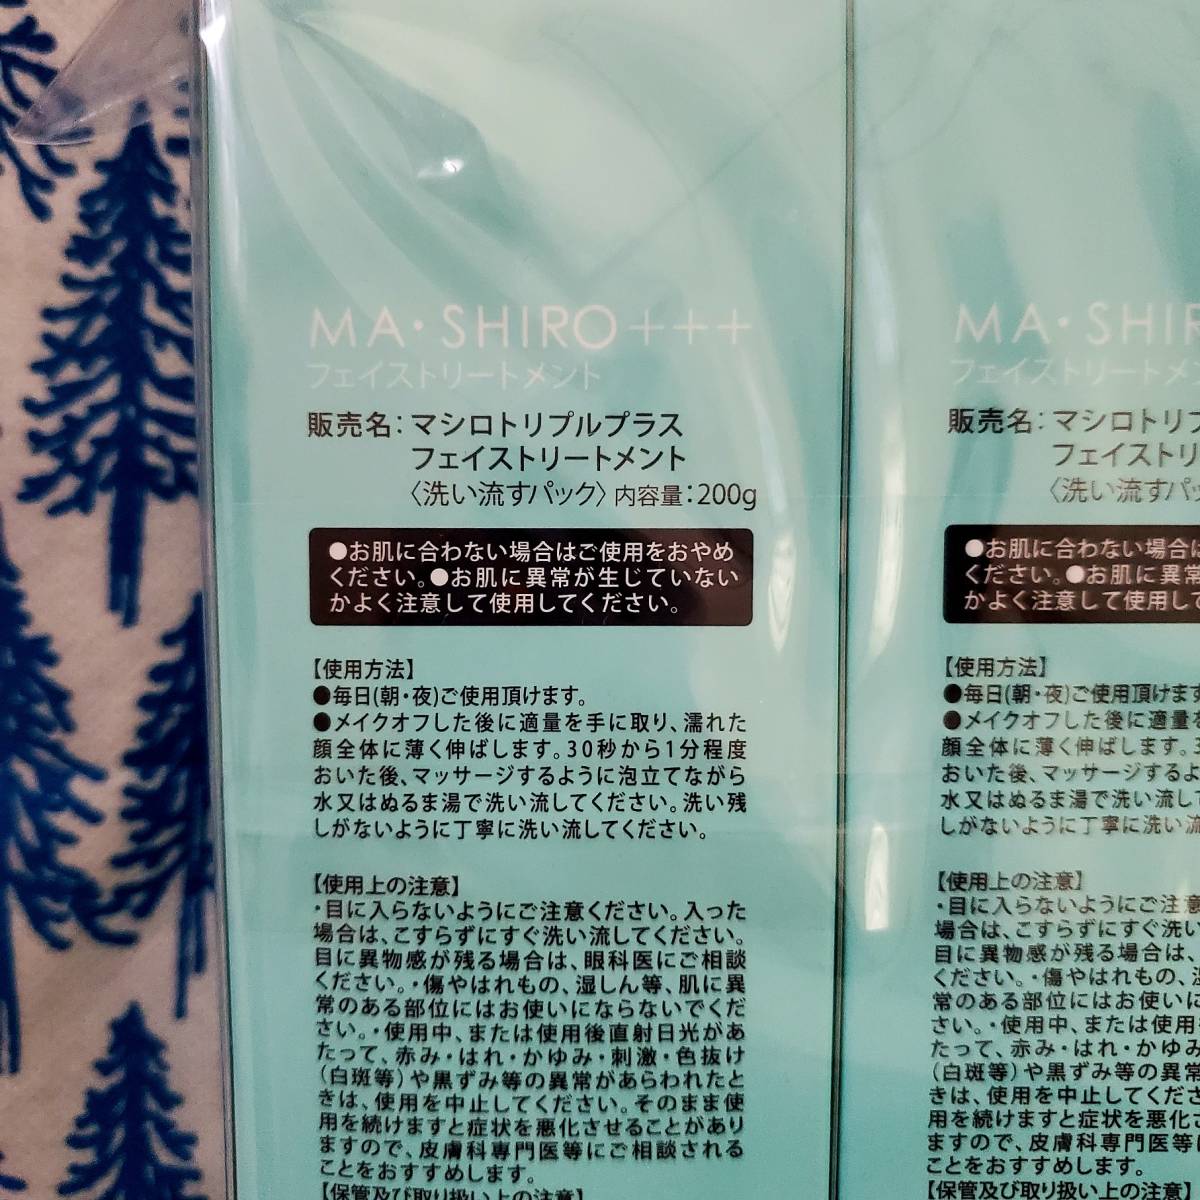 MA・SHIRO+++
フェイストリートメント
販売名：マシロトリプルプラス
フェイストリートメント
〈洗い流すパック〉内容量：200g
●お肌に合わない場合はご使用をおやめ
ください。●お肌に異常が生じていない
かよく注意して使用してください。
【使用方法】
●毎日(朝・夜)ご使用頂けます。
●メイクオフした後に適量を手に取り、濡れた
顔全体に薄く伸ばします。30秒から1分程度
おいた後、マッサージするように泡立てながら
水又はぬるま湯で洗い流してください。洗い残
しがないように丁寧に洗い流してください。
【使用上の注意】
・目に入らないようにご注意ください。入った
場合は、こすらずにすぐ洗い流してください。
目に異物感が残る場合は、眼科医にご相談
ください。・傷やはれもの、湿しん等、肌に異
常のある部位にはお使いにならないでくだ
さい。・使用中、または使用後直射日光があ
たって、赤み・はれ・かゆみ・刺激・色抜け
（白斑等）や黒ずみ等の異常があらわれたと
きは、使用を中止してください。そのまま使
用を続けますと症状を悪化させることがあり
ますので、皮膚科専門医等にご相談される
ことをおすすめします。
【保管及び取り扱い上の注意】
MA・SHIR
フェイストリートメ
販売名：マシロトリプ
フェイストリ
〈洗い流すパッ
●お肌に合わない場合は
ください。●お肌に異常
かよく注意して使用して
【使用方法】
●毎日(朝・夜)ご使用頂けます
●メイクオフした後に適量を
顔全体に薄く伸ばします。3
おいた後、マッサージするよ
水又はぬるま湯で洗い流して
しがないように丁寧に洗い流
【使用上の注意】
・目に入らないようにご注意
場合は、こすらずにすぐ洗い
目に異物感が残る場合は、
ください。・傷やはれもの、湿
常のある部位にはお使いに
さい。・使用中、または使用
たって、赤み・はれ・かゆみ・
（白斑等）や黒ずみ等の異常
きは、使用を中止してくださ
用を続けますと症状を悪化さ
ますので、皮膚科専門医等に
ことをおすすめします。
【保管及び取り扱い上の注意】